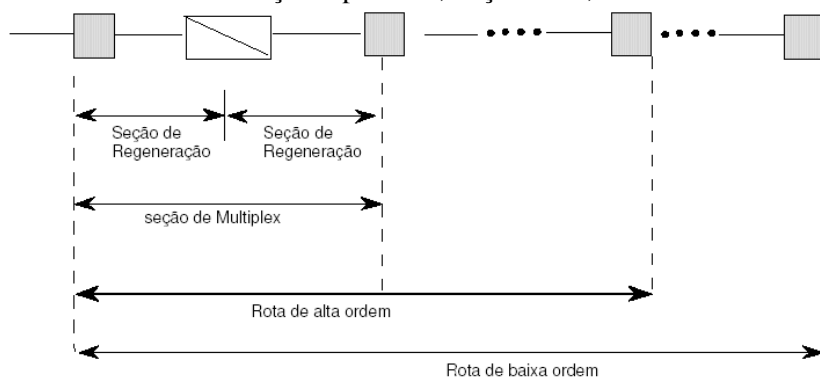 Seção de
Regeneração
Seção de
Regeneração
seção de Multiplex
Rota de alta ordem
Rota de baixa ordem